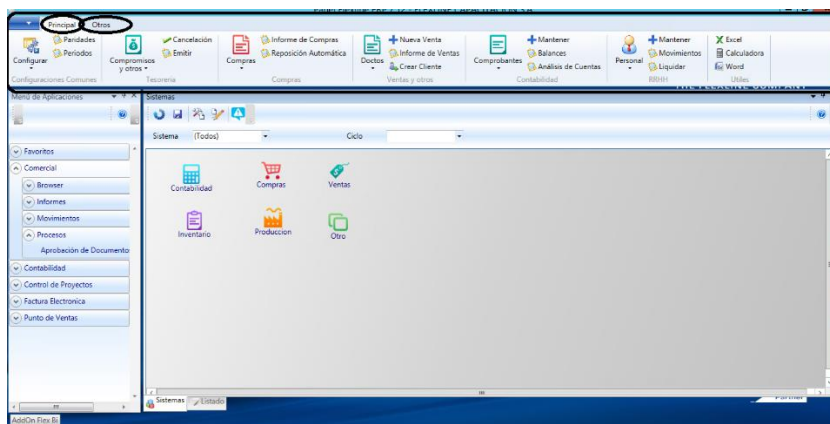 Principal Otros
Paridades
Periodos
Configurar
Configuraciones Comunes
Compromisos
y otros
Cancelación
Emitir
Tesorería
Compras
Informe de Compras
Reposición Automática
Compras
Doctos
Nueva Venta
Informe de Ventas
Crear Cliente
Ventas y otros
Comprobantes
Mantener
Balances
Análisis de Cuentas
Contabilidad
Personal
Mantener
Movimientos
Liquidar
RRHH
Excel
Calculadora
Word
Utiles
Menú de Aplicaciones
Sistemas
Sistema (Todos) Ciclo
Favoritos
Comercial
Browser
Informes
Movimientos
Procesos
Aprobación de Documento
Contabilidad
Control de Proyectos
Factura Electronica
Punto de Ventas
Contabilidad Compras Ventas
Inventario Produccion Otro
Sistemas Listado
AddOn Flex Bi